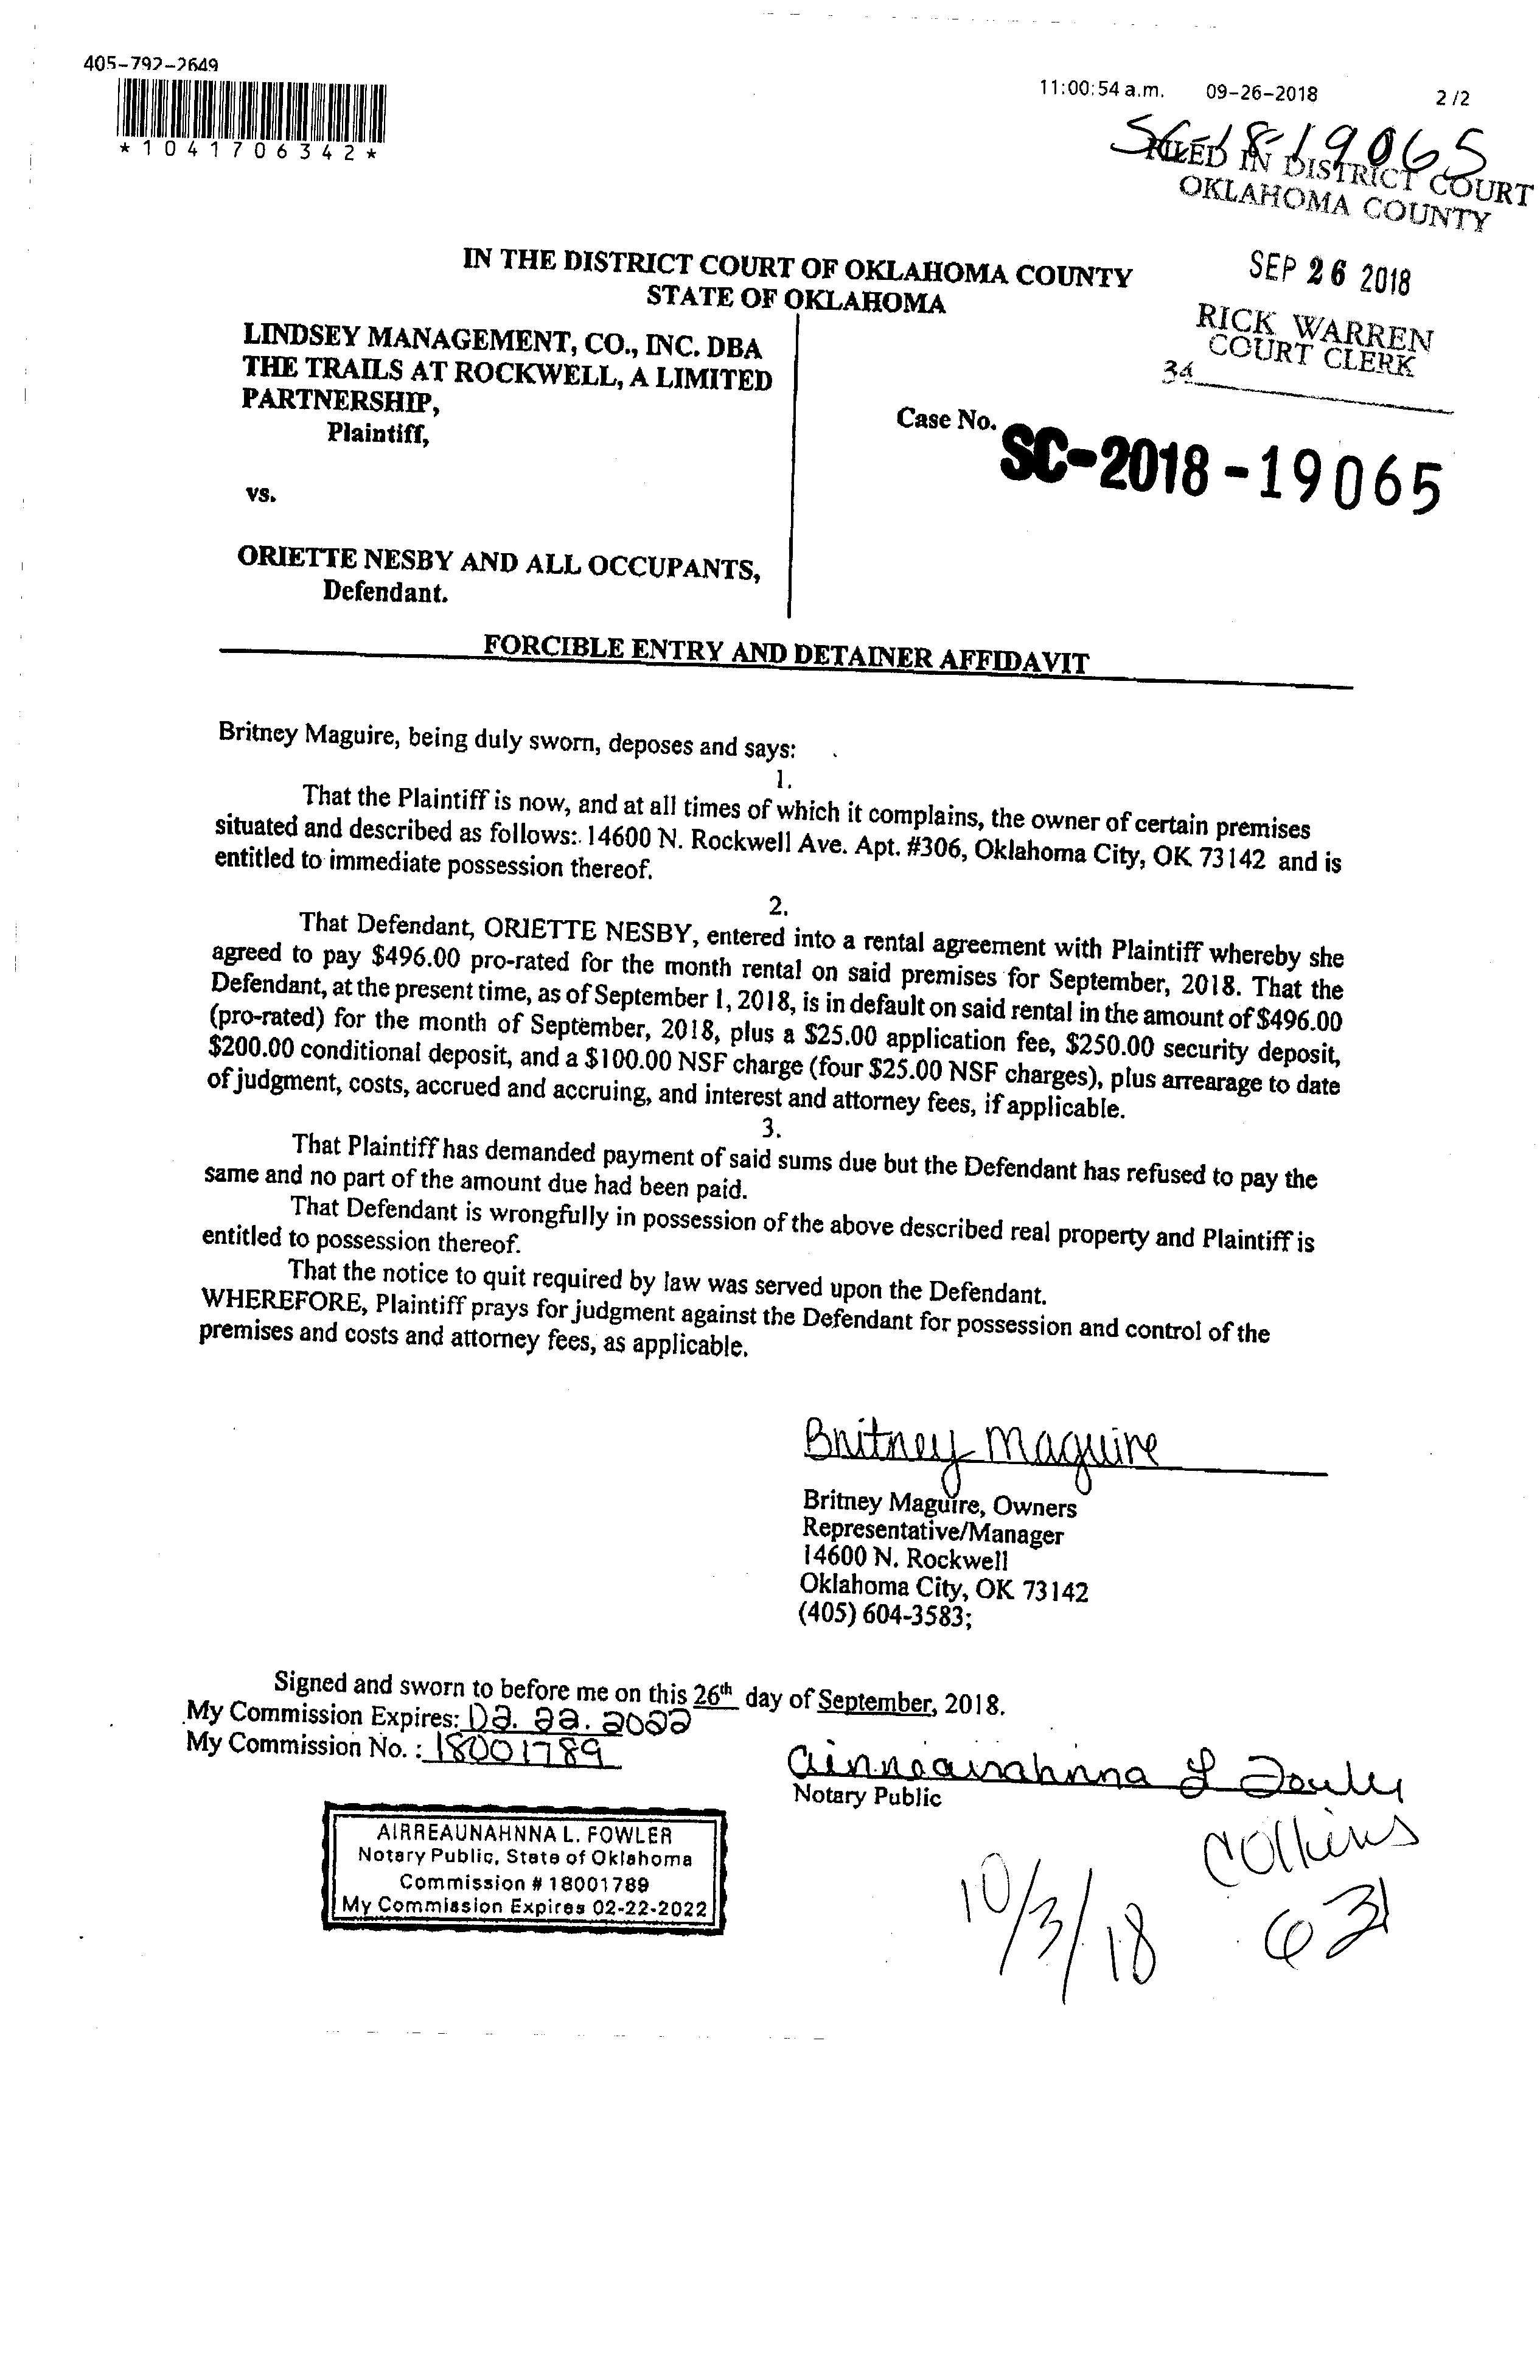 405-792-2649
*1041706342*
11:00:54 a.m. 09-26-2018 2/2
SC-18-19065
FILED IN DISTRICT COURT
OKLAHOMA COUNTY
SEP 26 2018
RICK WARREN
COURT CLERK
34
IN THE DISTRICT COURT OF OKLAHOMA COUNTY
STATE OF OKLAHOMA
LINDSEY MANAGEMENT, CO., INC. DBA
THE TRAILS AT ROCKWELL, A LIMITED
PARTNERSHIP,
Plaintiff,
vs.
ORIETTE NESBY AND ALL OCCUPANTS,
Defendant.
Case No. SC-2018-19065
FORCIBLE ENTRY AND DETAINER AFFIDAVIT
Britney Maguire, being duly sworn, deposes and says:
1.
That the Plaintiff is now, and at all times of which it complains, the owner of certain premises
situated and described as follows: 14600 N. Rockwell Ave. Apt. #306, Oklahoma City, OK 73142 and is
entitled to immediate possession thereof.
2.
That Defendant, ORIETTE NESBY, entered into a rental agreement with Plaintiff whereby she
agreed to pay $496.00 pro-rated for the month rental on said premises for September, 2018. That the
Defendant, at the present time, as of September 1, 2018, is in default on said rental in the amount of $496.00
(pro-rated) for the month of September, 2018, plus a $25.00 application fee, $250.00 security deposit,
$200.00 conditional deposit, and a $100.00 NSF charge (four $25.00 NSF charges), plus arrearage to date
of judgment, costs, accrued and accruing, and interest and attorney fees, if applicable.
3.
That Plaintiff has demanded payment of said sums due but the Defendant has refused to pay the
same and no part of the amount due had been paid.
That Defendant is wrongfully in possession of the above described real property and Plaintiff is
entitled to possession thereof.
That the notice to quit required by law was served upon the Defendant.
WHEREFORE, Plaintiff prays for judgment against the Defendant for possession and control of the
premises and costs and attorney fees, as applicable.
Britney Maguire
Britney Maguire, Owners
Representative/Manager
14600 N. Rockwell
Oklahoma City, OK 73142
(405) 604-3583;
Signed and sworn to before me on this 26th day of September, 2018.
My Commission Expires: 02.22.2022
My Commission No. : 18001789
Airreaunahnna L Fowler
Notary Public
AIRREAUNAHNNA L. FOWLER
Notary Public, State of Oklahoma
Commission # 18001789
My Commission Expires 02-22-2022
Collins
10/3/18